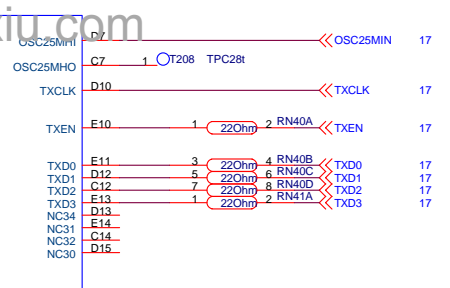 xiu.com
OSC25MHI D7 OSC25MIN 17
OSC25MHO C7 1 T208 TPC28t
TXCLK D10 TXCLK 17
TXEN E10 1 22Ohm 2 RN40A TXEN 17
TXD0 E11 3 22Ohm 4 RN40B TXD0 17
TXD1 D12 5 22Ohm 6 RN40C TXD1 17
TXD2 C12 7 22Ohm 8 RN40D TXD2 17
TXD3 E13 1 22Ohm 2 RN41A TXD3 17
NC34 D13
NC31 E14
NC32 C14
NC30 D15